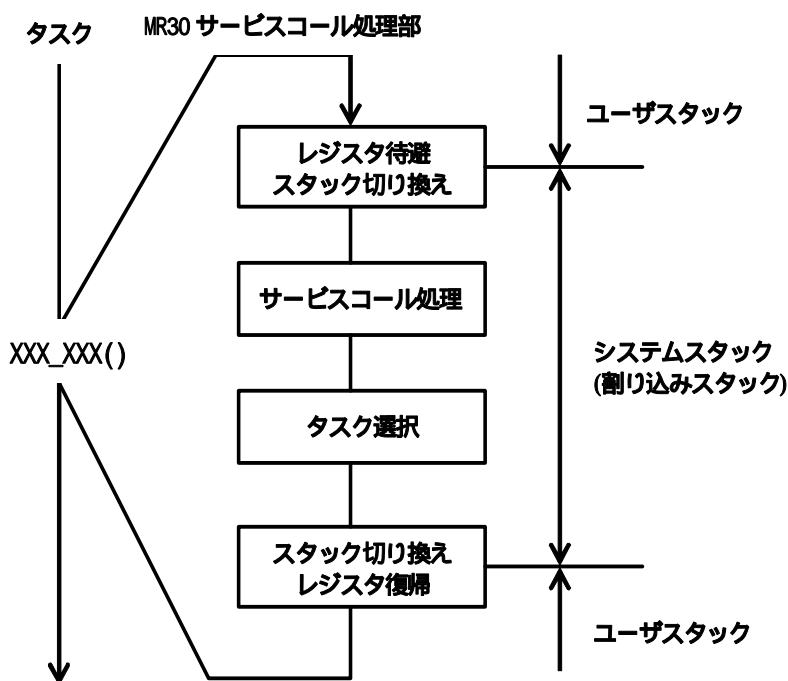 タスク
MR30 サービスコール処理部
ユーザスタック
レジスタ待避
スタック切り換え
サービスコール処理
XXX_XXX()
システムスタック
(割り込みスタック)
タスク選択
スタック切り換え
レジスタ復帰
ユーザスタック